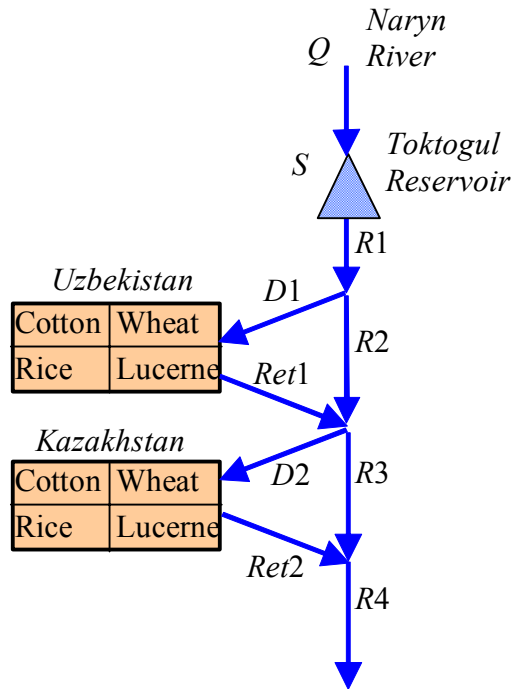 Naryn
River
Q
Toktogul
Reservoir
S
R1
Uzbekistan
D1
Cotton Wheat
Rice Lucerne
R2
Ret1
Kazakhstan
D2
Cotton Wheat
Rice Lucerne
R3
Ret2
R4